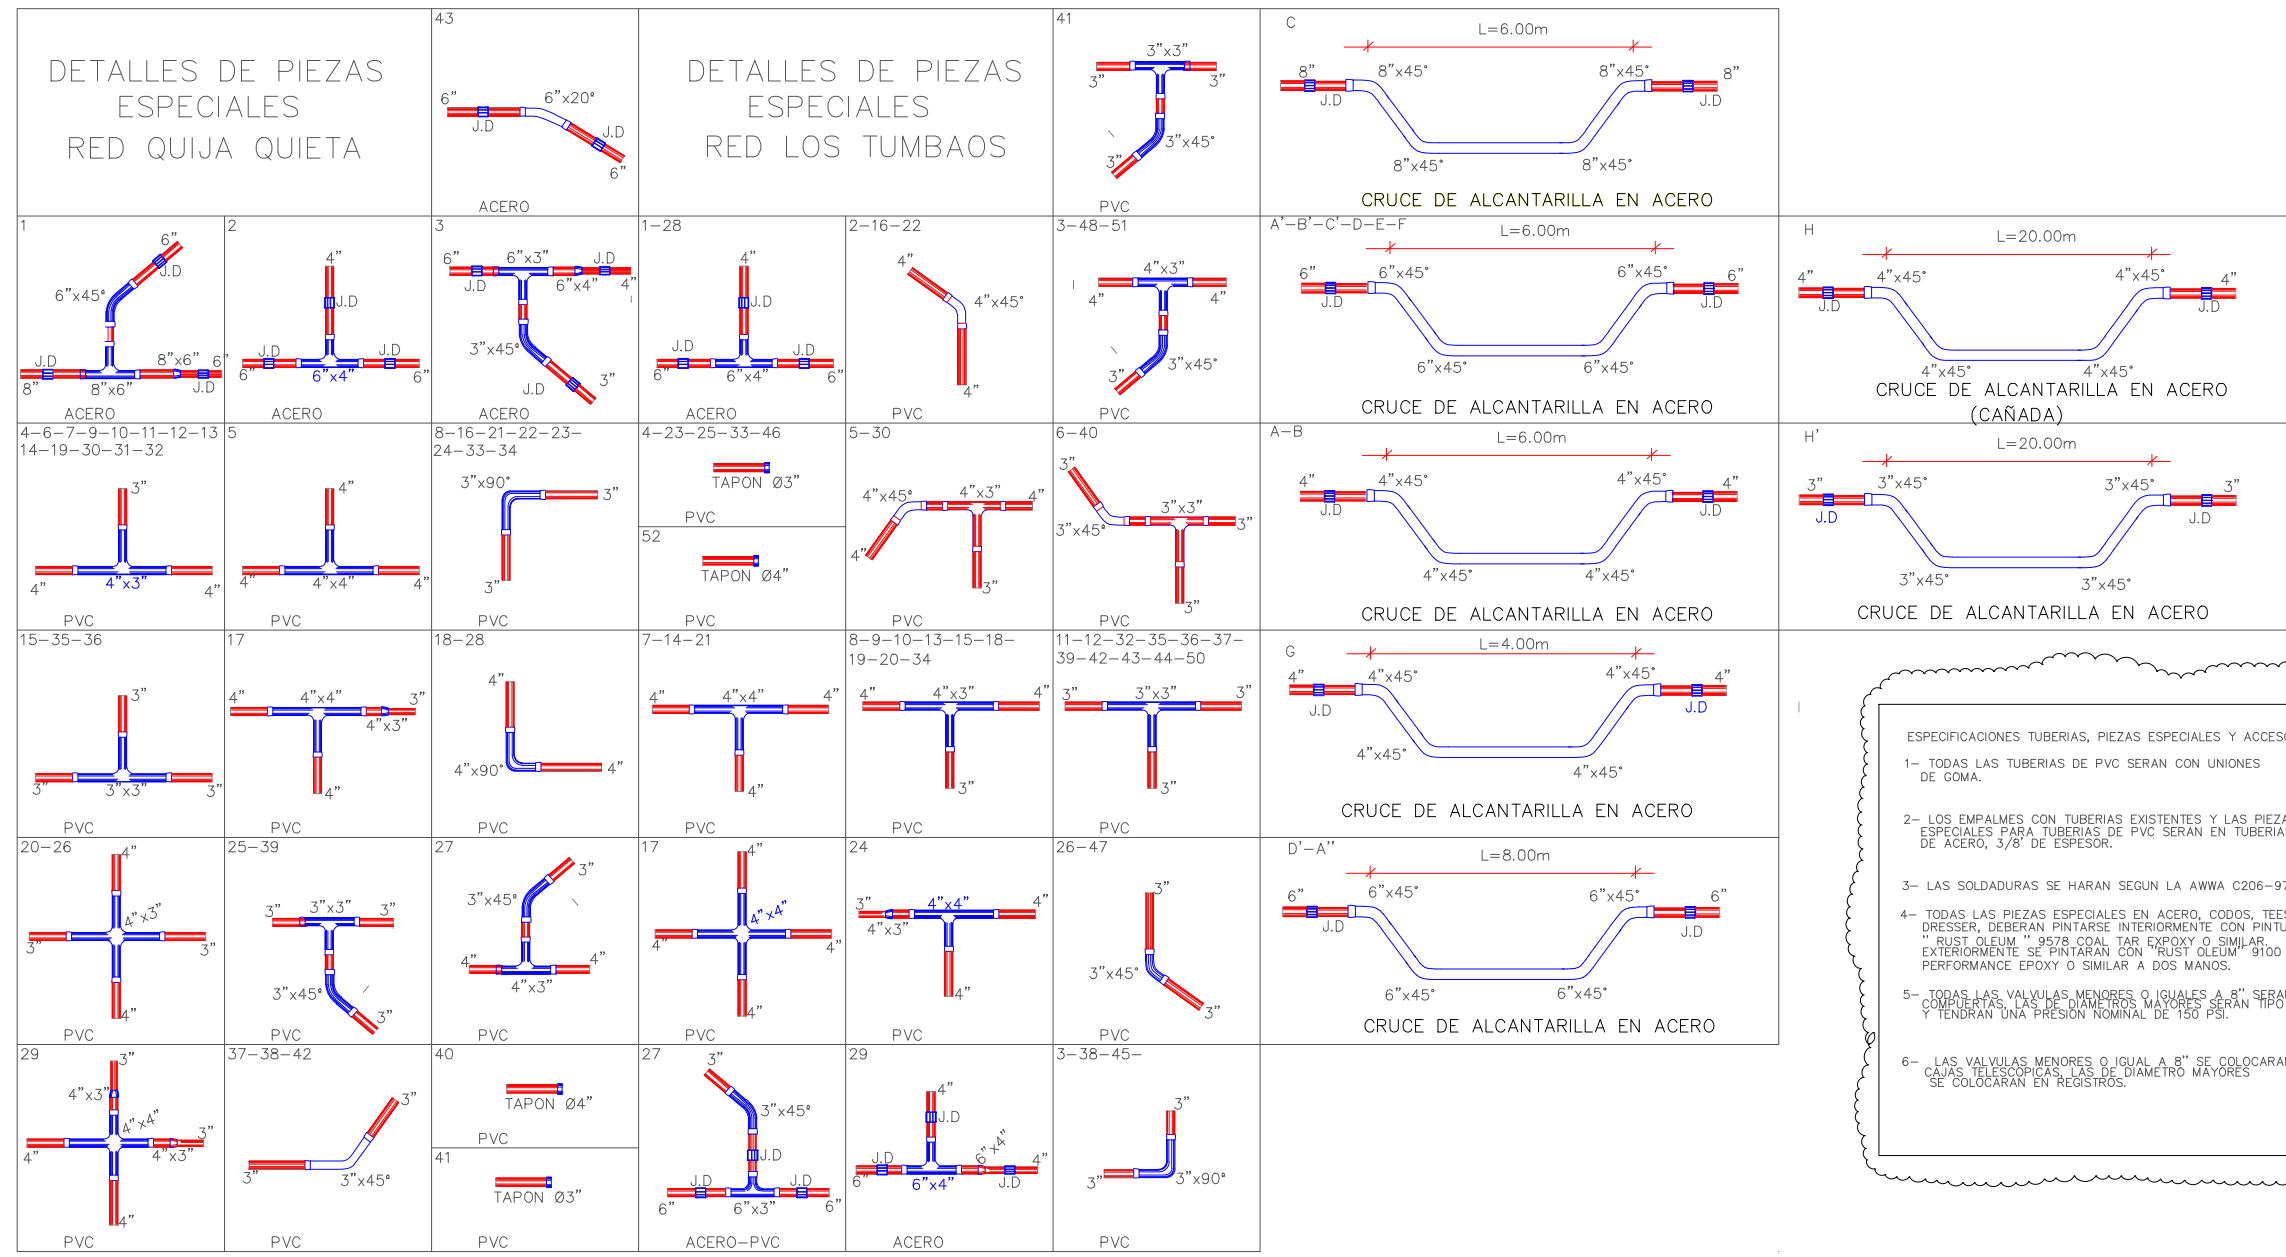 DETALLES DE PIEZAS
ESPECIALES
RED QUIJA QUIETA
43
6"
6"x20°
J.D
J.D
6"
ACERO
DETALLES DE PIEZAS
ESPECIALES
RED LOS TUMBAOS
41
3"x3"
3"
3"
3"x45°
3"
PVC
C
L=6.00m
8"
8"x45°
8"x45°
8"
J.D
J.D
8"x45°
8"x45°
CRUCE DE ALCANTARILLA EN ACERO
1
6"
J.D
6"x45°
J.D
8"x6"
6"
8"
8"x6"
J.D
ACERO
2
4"
J.D
J.D
J.D
6"
6"x4"
6"
ACERO
3
6"
6"x3"
J.D
J.D
6"x4"
4"
3"x45°
J.D
3"
ACERO
1-28
4"
J.D
J.D
J.D
6"
6"x4"
6"
ACERO
2-16-22
4"
4"x45°
4"
PVC
3-48-51
4"x3"
4"
4"
3"x45°
3"
PVC
A'-B'-C'-D-E-F
L=6.00m
6"
6"x45°
6"x45°
6"
J.D
J.D
6"x45°
6"x45°
CRUCE DE ALCANTARILLA EN ACERO
H
L=20.00m
4"
4"x45°
4"x45°
4"
J.D
J.D
4"x45°
4"x45°
CRUCE DE ALCANTARILLA EN ACERO
(CAÑADA)
4-6-7-9-10-11-12-13
14-19-30-31-32
3"
4"
4"x3"
4"
PVC
5
4"
4"
4"x4"
4"
PVC
8-16-21-22-23-
24-33-34
3"x90°
3"
3"
PVC
4-23-25-33-46
TAPON Ø3"
PVC
52
TAPON Ø4"
5-30
4"x45°
4"x3"
4"
4"
3"
PVC
6-40
3"
3"x3"
3"x45°
3"
3"
PVC
A-B
L=6.00m
4"
4"x45°
4"x45°
4"
J.D
J.D
4"x45°
4"x45°
CRUCE DE ALCANTARILLA EN ACERO
H'
L=20.00m
3"
3"x45°
3"x45°
3"
J.D
J.D
3"x45°
3"x45°
CRUCE DE ALCANTARILLA EN ACERO
15-35-36
3"
3"
3"x3"
3"
PVC
17
4"
4"x4"
3"
4"x3"
4"
PVC
18-28
4"
4"x90°
4"
PVC
7-14-21
4"
4"x4"
4"
4"
PVC
8-9-10-13-15-18-
19-20-34
4"
4"x3"
4"
3"
PVC
11-12-32-35-36-37-
39-42-43-44-50
3"
3"x3"
3"
3"
PVC
G
L=4.00m
4"
4"x45°
4"x45°
4"
J.D
J.D
4"x45°
4"x45°
CRUCE DE ALCANTARILLA EN ACERO
20-26
4"
4"x3"
3"
3"
4"
PVC
25-39
3"
3"x3"
3"
3"x45°
3"
PVC
27
3"
3"x45°
4"
4"
4"x3"
PVC
17
4"
4"x4"
4"
4"
4"
PVC
24
3"
4"x4"
4"
4"x3"
4"
PVC
26-47
3"
3"x45°
3"
PVC
D'-A''
L=8.00m
6"
6"x45°
6"x45°
6"
J.D
J.D
6"x45°
6"x45°
CRUCE DE ALCANTARILLA EN ACERO
29
3"
4"x3"
4"x4"
3"
4"
4"x3"
4"
PVC
37-38-42
3"
3"
3"x45°
PVC
40
TAPON Ø4"
PVC
41
TAPON Ø3"
PVC
27
3"
3"x45°
J.D
J.D
J.D
6"
6"x3"
6"
ACERO-PVC
29
4"
J.D
J.D
6"x4"
4"
6"
6"x4"
J.D
ACERO
3-38-45-
3"
3"
3"x90°
PVC
ESPECIFICACIONES TUBERIAS, PIEZAS ESPECIALES Y ACCESO
1- TODAS LAS TUBERIAS DE PVC SERAN CON UNIONES
DE GOMA.
2- LOS EMPALMES CON TUBERIAS EXISTENTES Y LAS PIEZA
ESPECIALES PARA TUBERIAS DE PVC SERAN EN TUBERIAS
DE ACERO, 3/8' DE ESPESOR.
3- LAS SOLDADURAS SE HARAN SEGUN LA AWWA C206-97
4- TODAS LAS PIEZAS ESPECIALES EN ACERO, CODOS, TEES
DRESSER, DEBERAN PINTARSE INTERIORMENTE CON PINTU
" RUST OLEUM " 9578 COAL TAR EXPOXY O SIMILAR.
EXTERIORMENTE SE PINTARAN CON "RUST OLEUM" 9100
PERFORMANCE EPOXY O SIMILAR A DOS MANOS.
5- TODAS LAS VALVULAS MENORES O IGUALES A 8" SERAN
COMPUERTAS, LAS DE DIAMETROS MAYORES SERAN TIPO
Y TENDRAN UNA PRESION NOMINAL DE 150 PSI.
6- LAS VALVULAS MENORES O IGUAL A 8" SE COLOCARAN
CAJAS TELESCOPICAS, LAS DE DIAMETRO MAYORES
SE COLOCARAN EN REGISTROS.